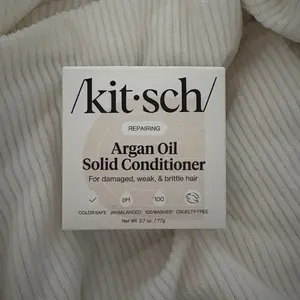 /kit·sch/
REPAIRING
Argan Oil
Solid Conditioner
For damaged, weak, & brittle hair
pH 100
COLOR SAFE pH BALANCED 100 WASHES* CRUELTY FREE
Net Wt. 2.7 oz. / 77g